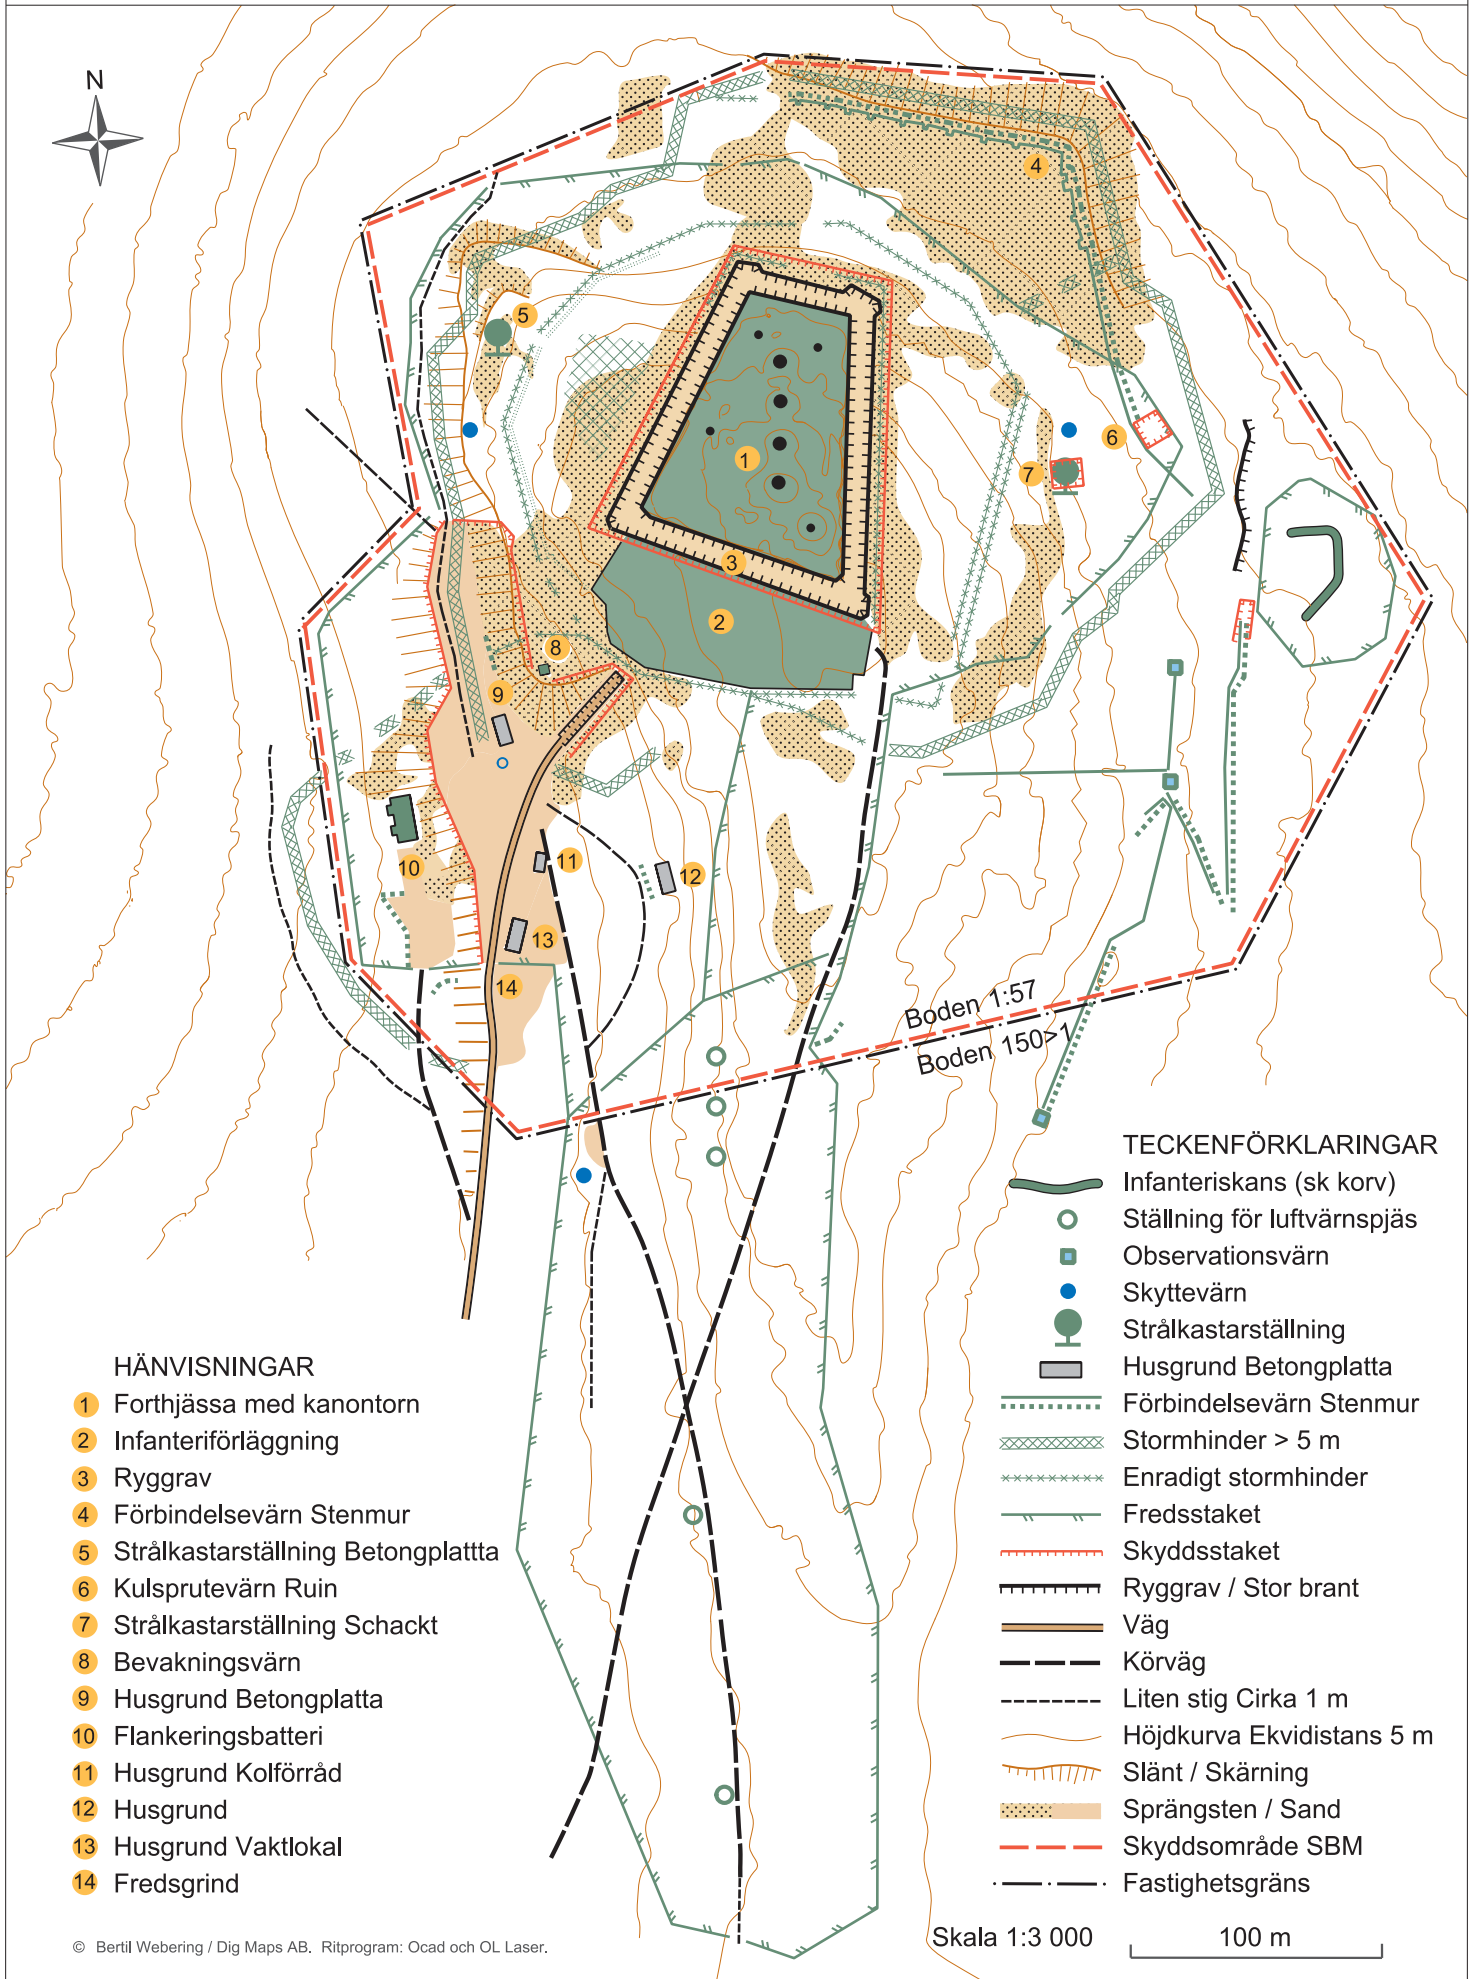 N
4
5
1
6
7
3
2
8
9
10
11
12
13
14
Boden 1:57
Boden 150>1
TECKENFÖRKLARINGAR
Infanteriskans (sk korv)
Ställning för luftvärnspjäs
Observationsvärn
Skyttevärn
Strålkastarställning
Husgrund Betongplatta
Förbindelsevärn Stenmur
Stormhinder > 5 m
Enradigt stormhinder
Fredsstaket
Skyddsstaket
Ryggrav / Stor brant
Väg
Körväg
Liten stig Cirka 1 m
Höjdkurva Ekvidistans 5 m
Slänt / Skärning
Sprängsten / Sand
Skyddsområde SBM
Fastighetsgräns
HÄNVISNINGAR
1 Forthjässa med kanontorn
2 Infanteriförläggning
3 Ryggrav
4 Förbindelsevärn Stenmur
5 Strålkastarställning Betongplattta
6 Kulsprutevärn Ruin
7 Strålkastarställning Schackt
8 Bevakningsvärn
9 Husgrund Betongplatta
10 Flankeringsbatteri
11 Husgrund Kolförråd
12 Husgrund
13 Husgrund Vaktlokal
14 Fredsgrind
Skala 1:3 000 100 m
© Bertil Webering / Dig Maps AB. Ritprogram: Ocad och OL Laser.